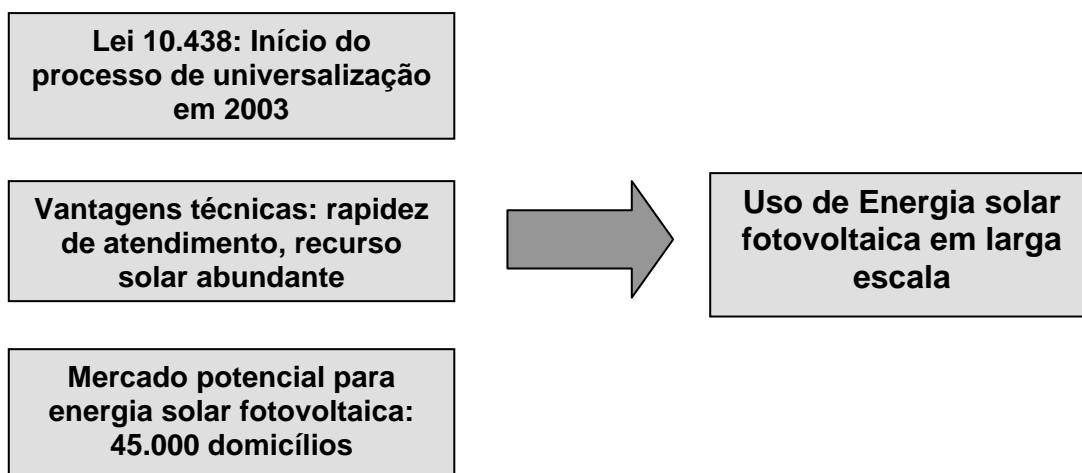 Lei 10.438: Início do
processo de universalização
em 2003
Vantagens técnicas: rapidez
de atendimento, recurso
solar abundante
Mercado potencial para
energia solar fotovoltaica:
45.000 domicílios
Uso de Energia solar
fotovoltaica em larga
escala